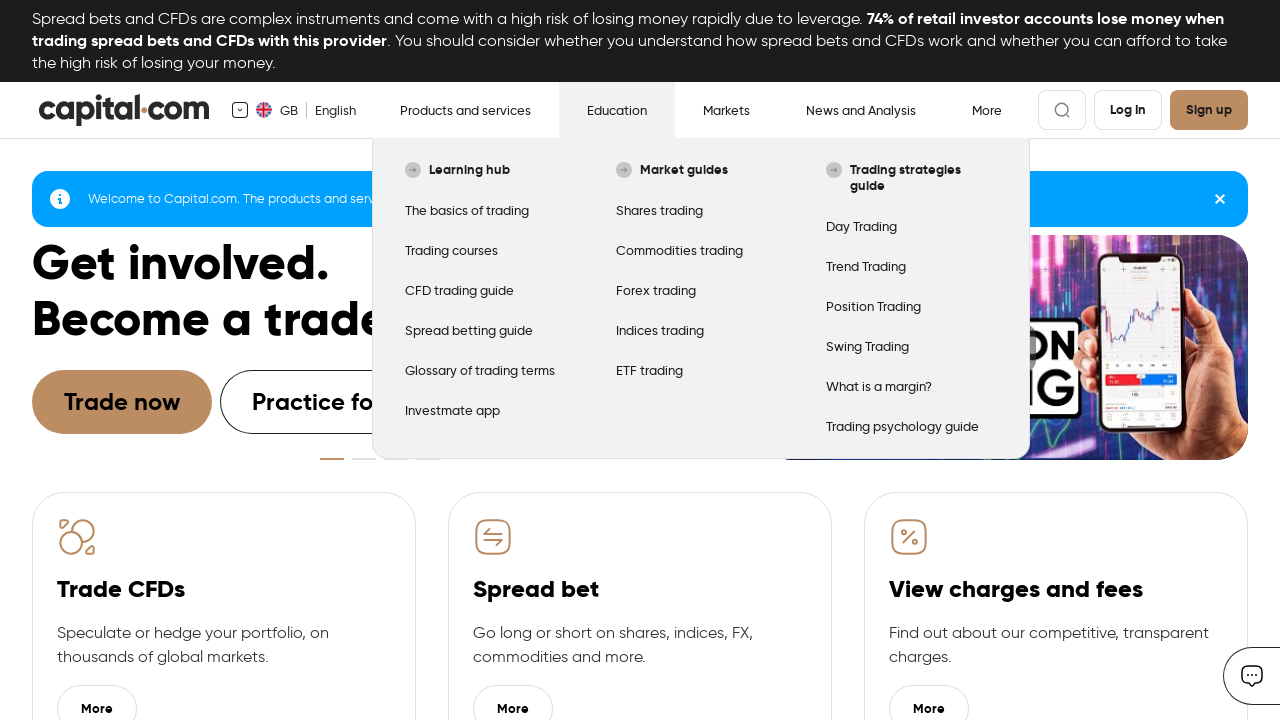 Spread bets and CFDs are complex instruments and come with a high risk of losing money rapidly due to leverage. 74% of retail investor accounts lose money when
trading spread bets and CFDs with this provider. You should consider whether you understand how spread bets and CFDs work and whether you can afford to take
the high risk of losing your money.
capital.com
GB English
Products and services
Education
Markets
News and Analysis
More
Log In
Sign up
Welcome to Capital.com. The products and serv
Get involved.
Become a trade
Trade now
Practice fo
Learning hub
The basics of trading
Trading courses
CFD trading guide
Spread betting guide
Glossary of trading terms
Investmate app
Market guides
Shares trading
Commodities trading
Forex trading
Indices trading
ETF trading
Trading strategies
guide
Day Trading
Trend Trading
Position Trading
Swing Trading
What is a margin?
Trading psychology guide
Trade CFDs
Speculate or hedge your portfolio, on
thousands of global markets.
More
Spread bet
Go long or short on shares, indices, FX,
commodities and more.
More
View charges and fees
Find out about our competitive, transparent
charges.
More